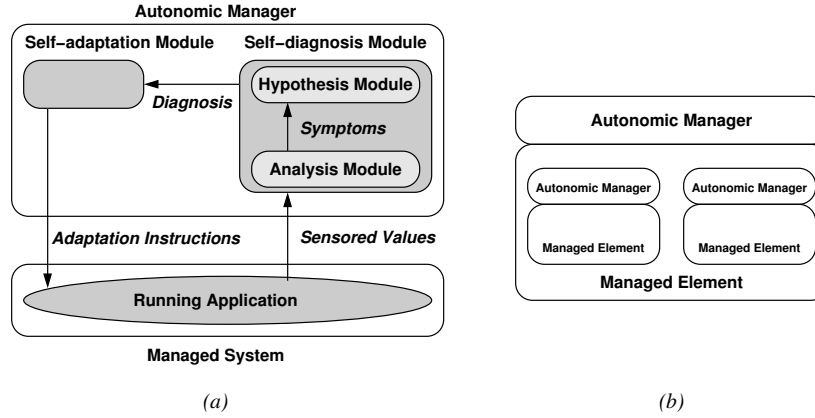 Autonomic Manager
Self−adaptation Module
Self−diagnosis Module
Hypothesis Module
Diagnosis
Symptoms
Analysis Module
Adaptation Instructions
Sensored Values
Running Application
Managed System
(a)
Autonomic Manager
Autonomic Manager
Autonomic Manager
Managed Element
Managed Element
Managed Element
(b)